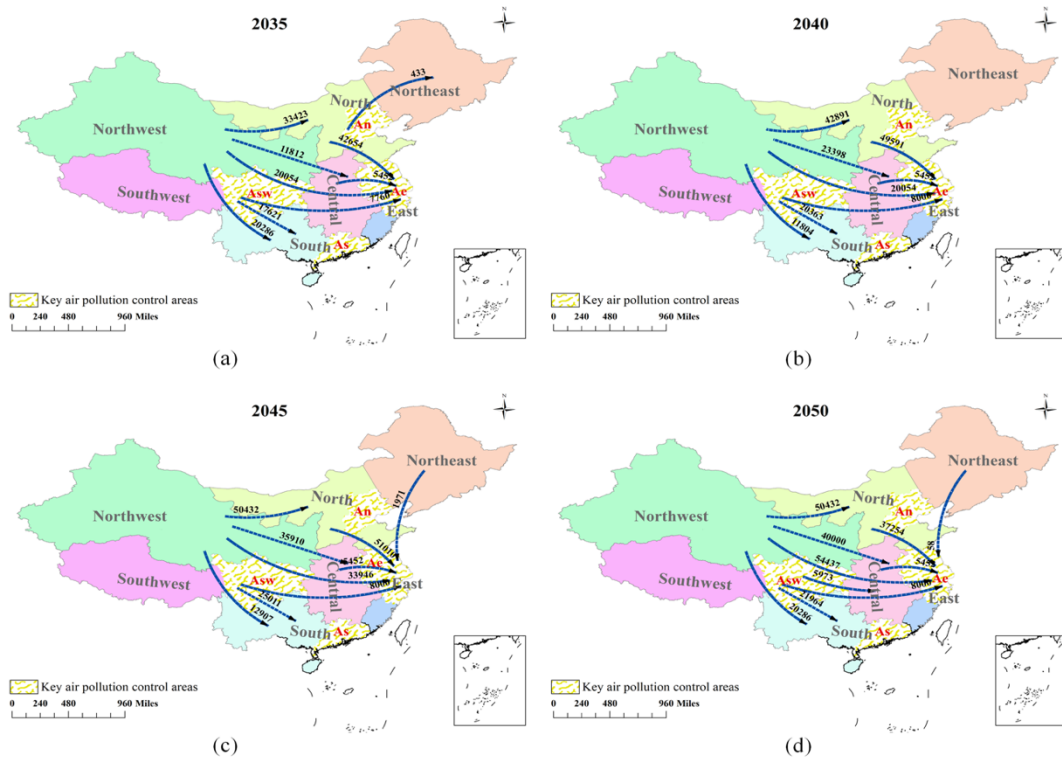 2035
N
433
Northeast
North
An
33423
Northwest
42654
11812
5452
20054
Central
Ae
Asw
7760
Southwest
East
17621
20286
South
As
Key air pollution control areas
0 240 480 960 Miles
(a)
2040
N
Northeast
North
42891
An
49591
Northwest
23398
5452
Central
Ae
20054
Asw
8000
Southwest
East
20363
11804
South
As
Key air pollution control areas
0 240 480 960 Miles
(b)
2045
N
Northeast
1971
North
50432
An
Northwest
35910
51010
5452
Ae
33946
Central
Asw
8000
East
Southwest
25011
12907
South
As
Key air pollution control areas
0 240 480 960 Miles
(c)
2050
N
Northeast
North
50432
An
37254
Northwest
40000
58
54437
5452
Central
Ae
5973
8000
Asw
East
Southwest
21964
20286
South
As
Key air pollution control areas
0 240 480 960 Miles
(d)